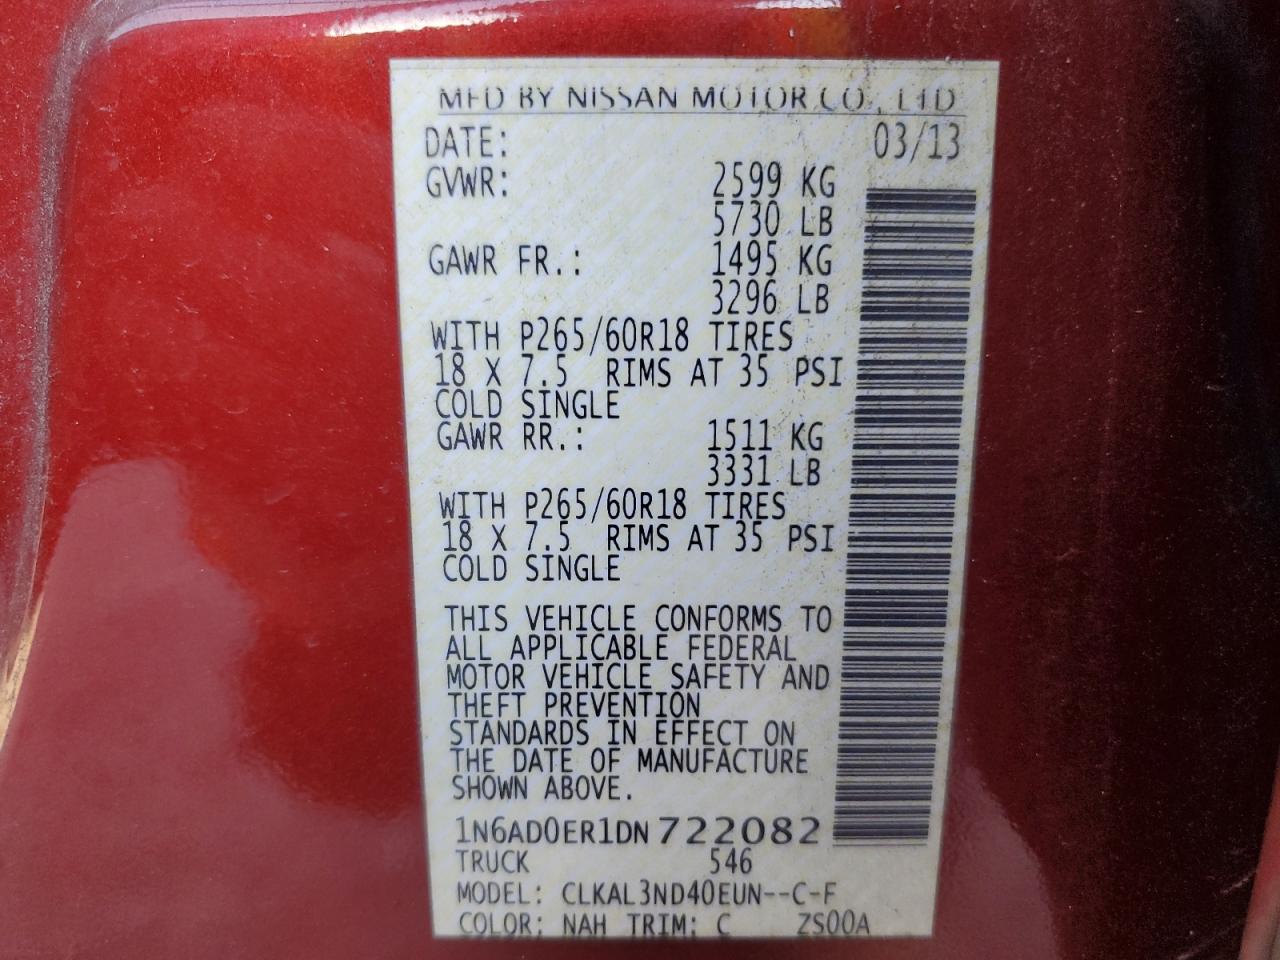 MFD BY NISSAN MOTOR CO., LTD
DATE: 03/13
GVWR: 2599 KG
5730 LB
GAWR FR.: 1495 KG
3296 LB
WITH P265/60R18 TIRES
18 X 7.5 RIMS AT 35 PSI
COLD SINGLE
GAWR RR.: 1511 KG
3331 LB
WITH P265/60R18 TIRES
18 X 7.5 RIMS AT 35 PSI
COLD SINGLE
THIS VEHICLE CONFORMS TO
ALL APPLICABLE FEDERAL
MOTOR VEHICLE SAFETY AND
THEFT PREVENTION
STANDARDS IN EFFECT ON
THE DATE OF MANUFACTURE
SHOWN ABOVE.
1N6AD0ER1DN722082
TRUCK 546
MODEL: CLKAL3ND40EUN--C-F
COLOR: NAH TRIM: C ZS00A